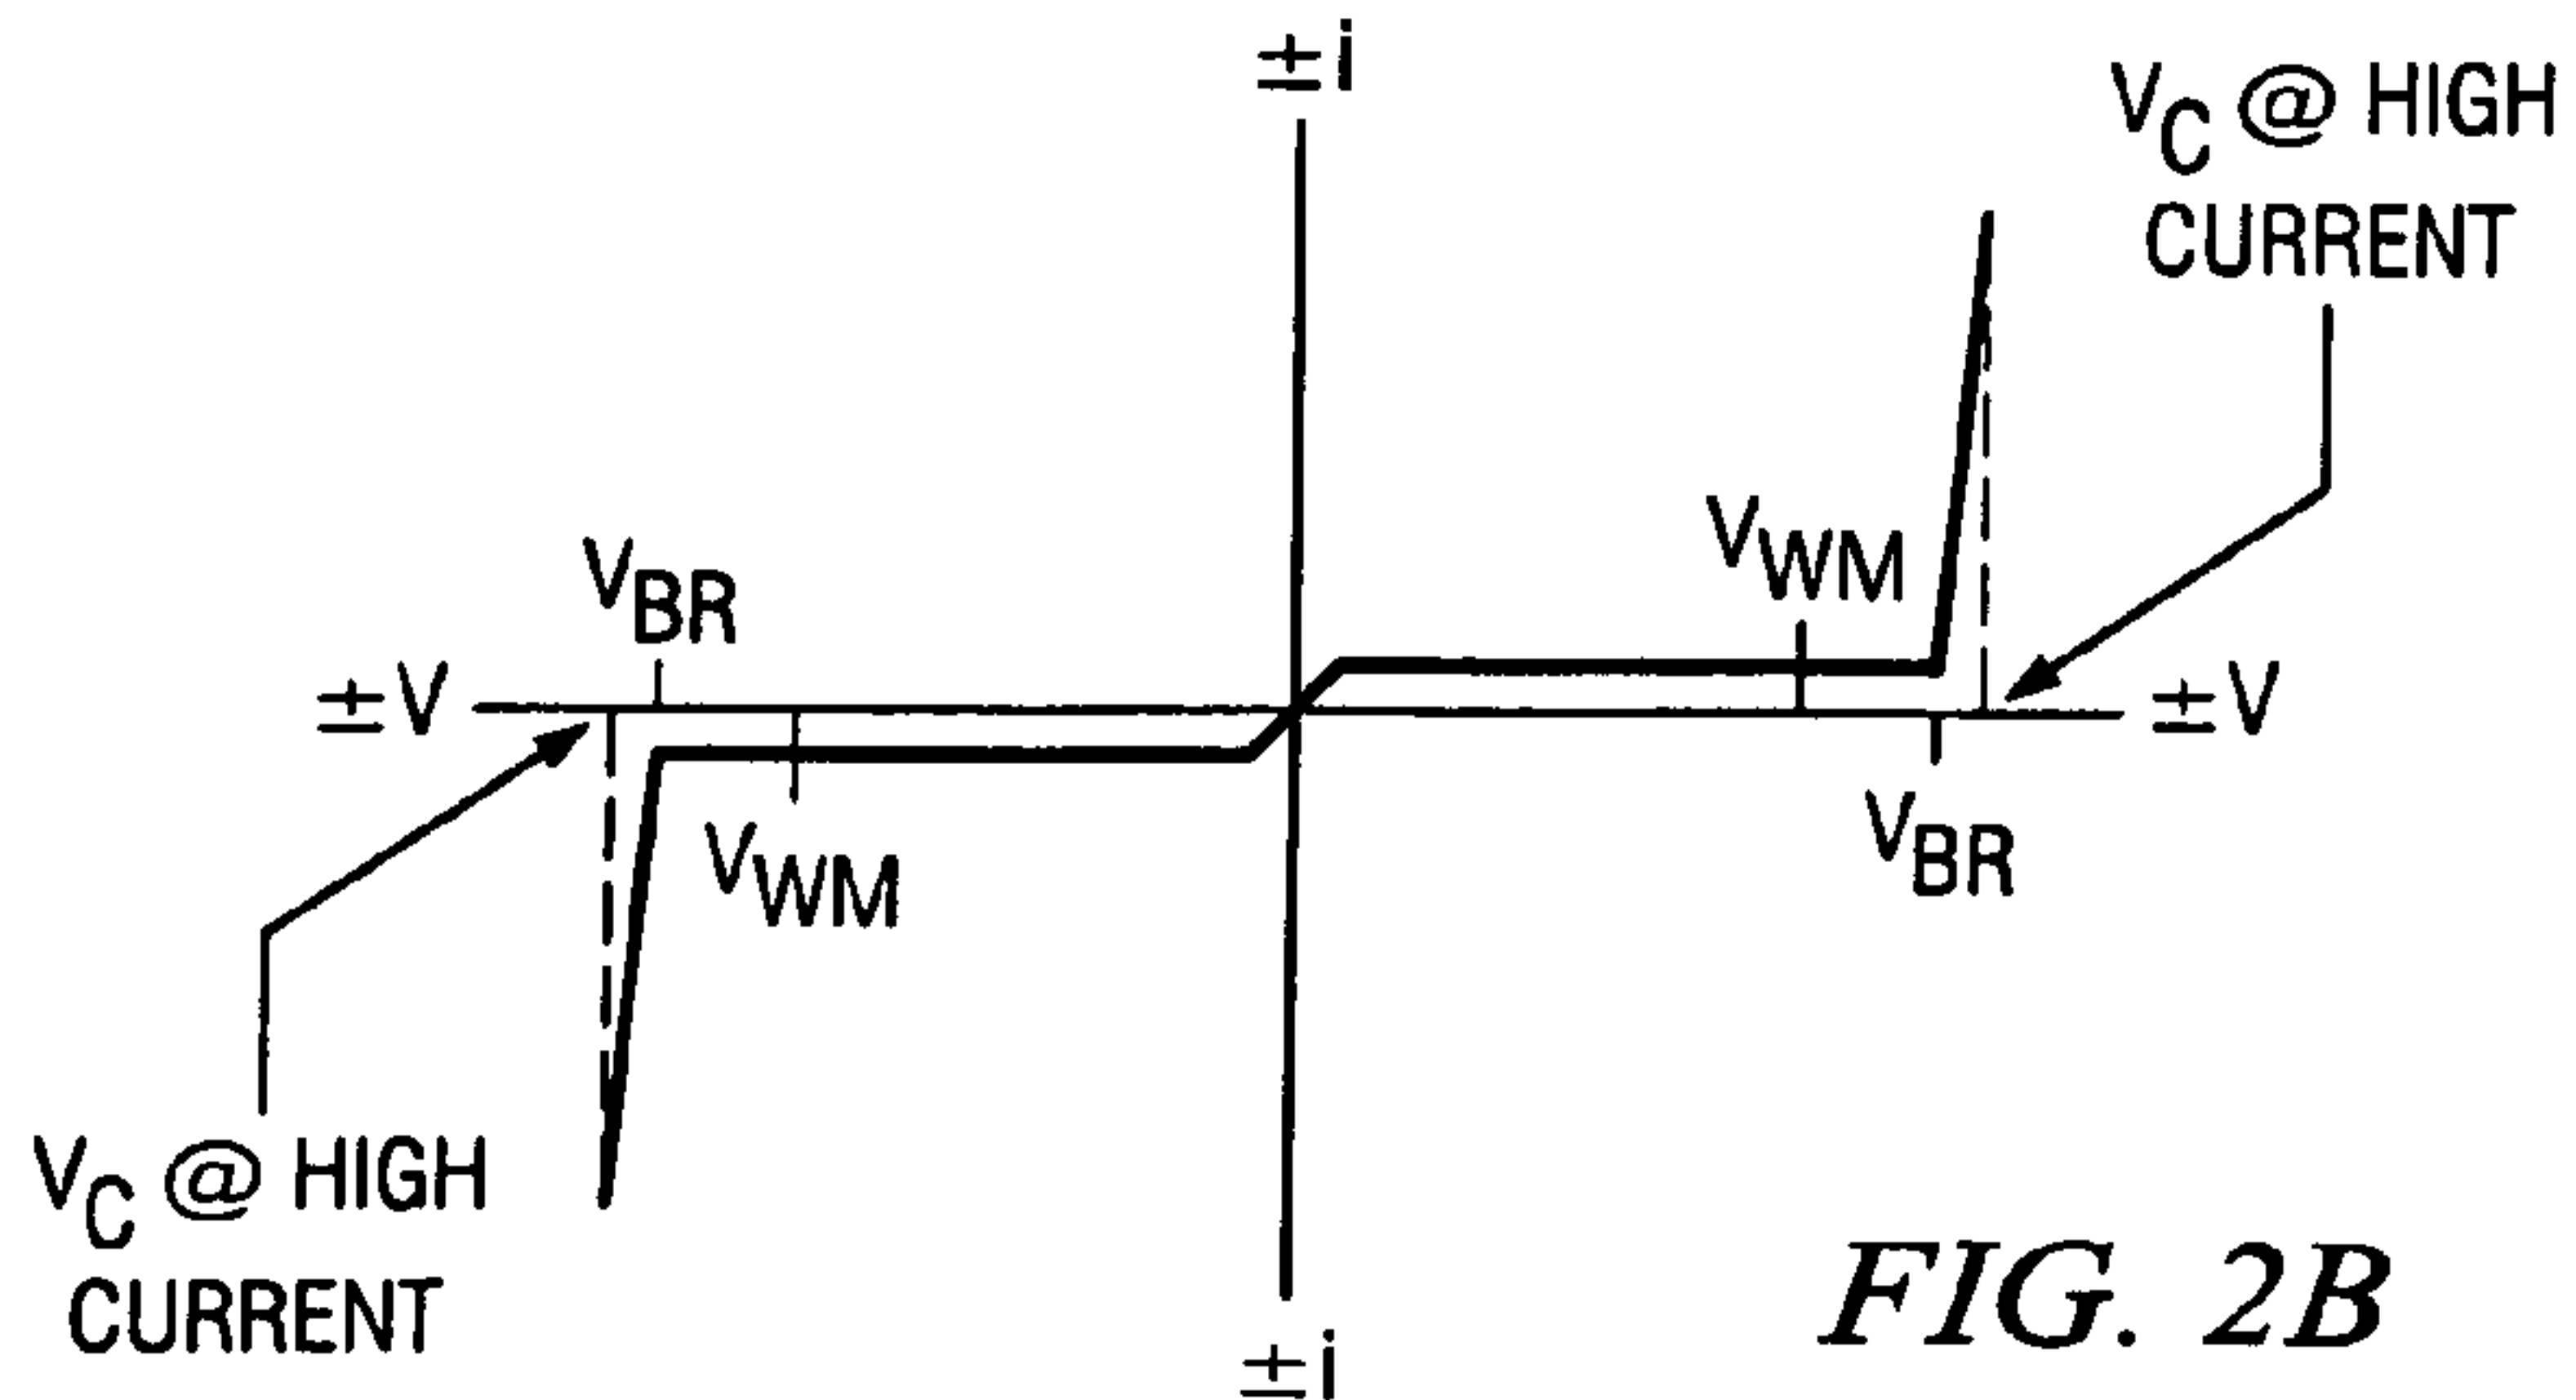 ±i
V_C @ HIGH
CURRENT
V_WM
V_BR
±V
±V
V_WM
V_BR
V_C @ HIGH
CURRENT
±i
FIG. 2B